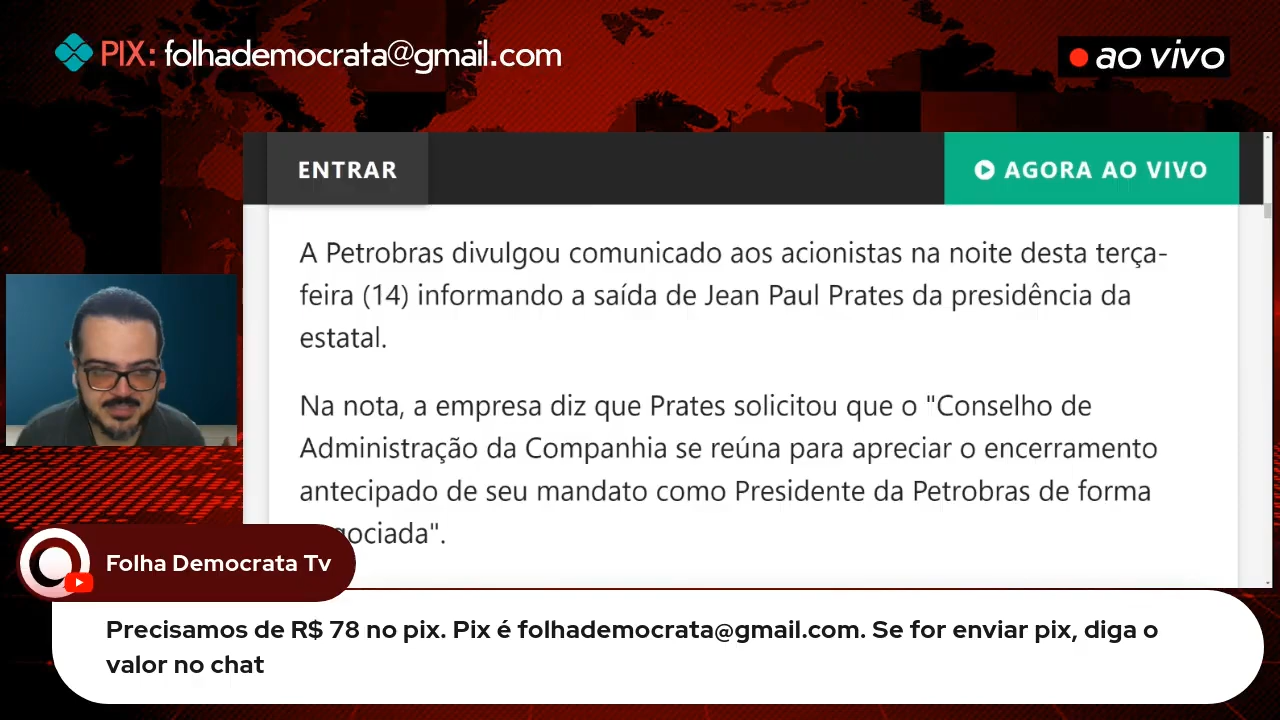 PIX: folhademocrata@gmail.com
ao vivo
ENTRAR
AGORA AO VIVO
A Petrobras divulgou comunicado aos acionistas na noite desta terça-
feira (14) informando a saída de Jean Paul Prates da presidência da
estatal.
Na nota, a empresa diz que Prates solicitou que o "Conselho de
Administração da Companhia se reúna para apreciar o encerramento
antecipado de seu mandato como Presidente da Petrobras de forma
gociada".
Folha Democrata Tv
Precisamos de R$ 78 no pix. Pix é folhademocrata@gmail.com. Se for enviar pix, diga o
valor no chat